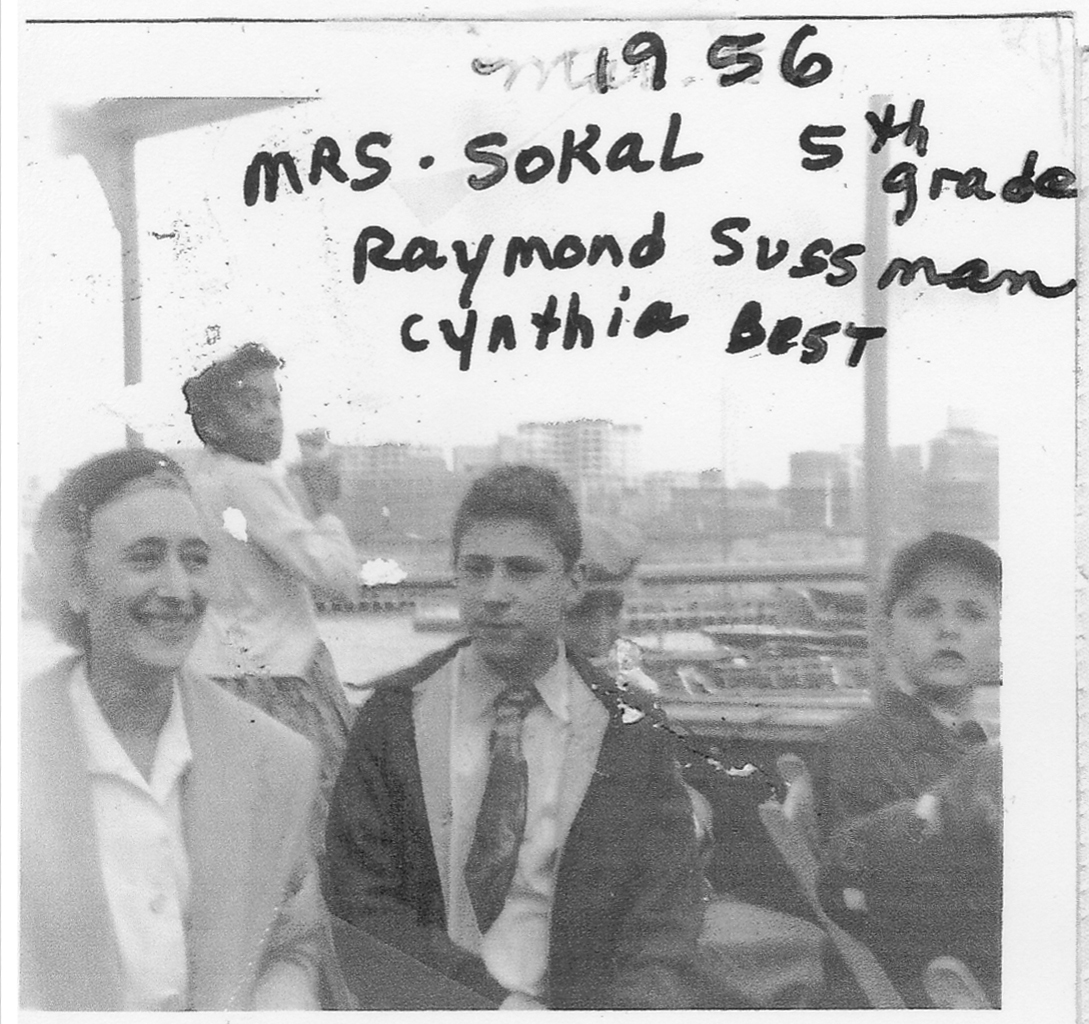 1956
MRS. SOKAL 5th grade
Raymond Sussman
Cynthia BEST